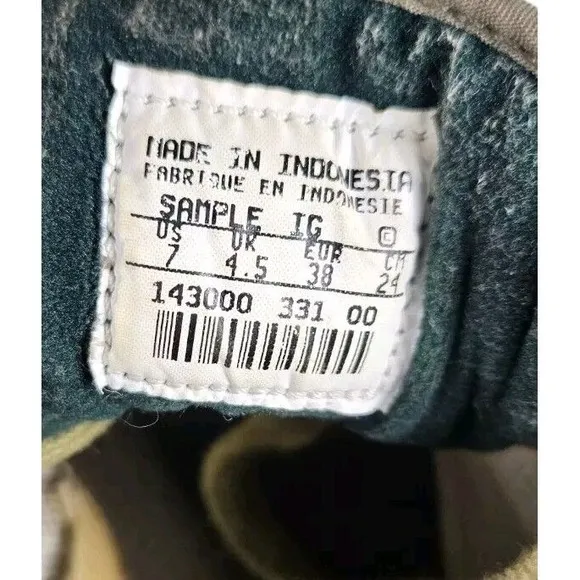 MADE IN INDONESIA
FABRIQUE EN INDONESIE
SAMPLE IG ©
US UK EUR CM
7 4.5 38 24
143000 331 00